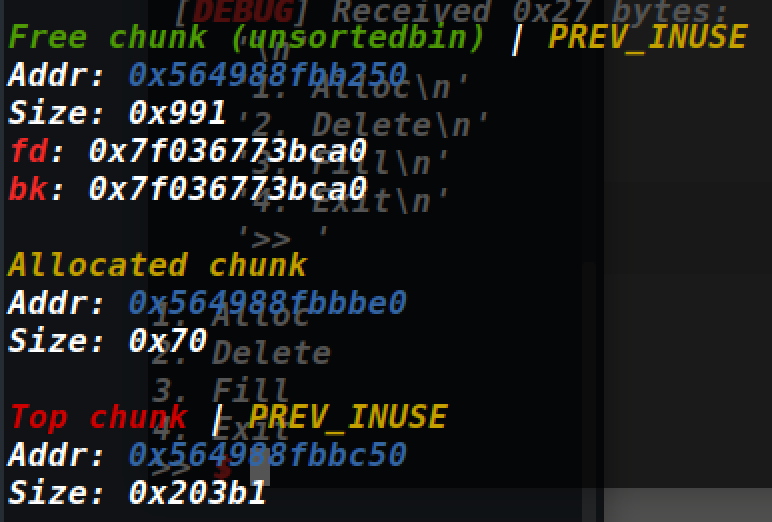 [DEBUG] Received 0x27 bytes:
Free chunk (unsortedbin) | PREV_INUSE
'\n'
Addr: 0x564988fbb250
'1. Alloc\n'
Size: 0x991
'2. Delete\n'
fd: 0x7f036773bca0
'3. Fill\n'
bk: 0x7f036773bca0
'4. Exit\n'
'>> '
Allocated chunk
Addr: 0x564988fbbbe0
1. Alloc
Size: 0x70
2. Delete
3. Fill
Top chunk | PREV_INUSE
4. Exit
Addr: 0x564988fbbc50
>> $
Size: 0x203b1